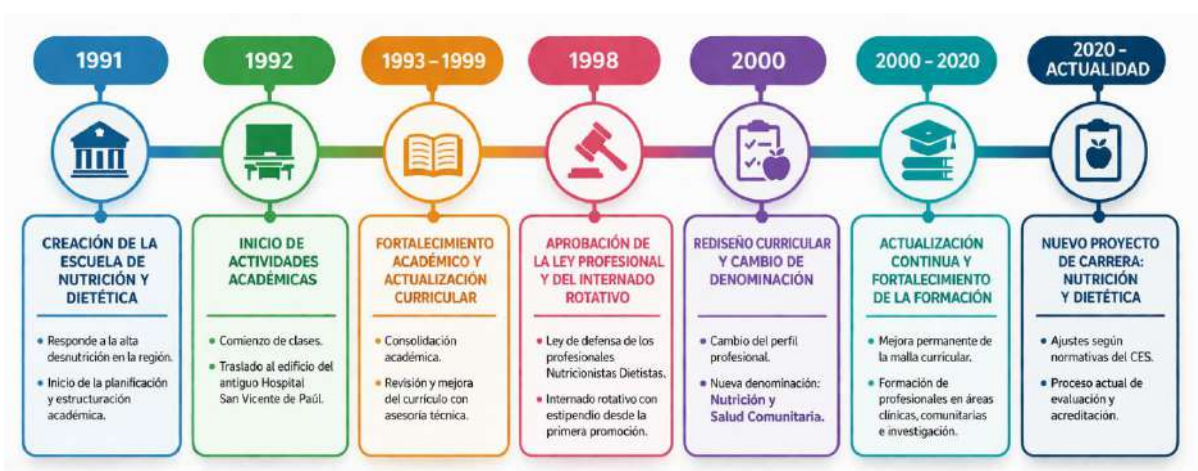 1991
CREACIÓN DE LA
ESCUELA DE
NUTRICIÓN Y
DIETÉTICA
• Responde a la alta
desnutrición en la región.
• Inicio de la planificación
y estructuración
académica.
1992
INICIO DE
ACTIVIDADES
ACADÉMICAS
• Comienzo de clases.
• Traslado al edificio del
antiguo Hospital
San Vicente de Paúl.
1993–1999
FORTALECIMIENTO
ACADÉMICO Y
ACTUALIZACIÓN
CURRICULAR
• Consolidación
académica.
• Revisión y mejora
del currículo con
asesoría técnica.
1998
APROBACIÓN DE
LA LEY PROFESIONAL
Y DEL INTERNADO
ROTATIVO
• Ley de defensa de los
profesionales
Nutricionistas Dietistas.
• Internado rotativo con
estipendio desde la
primera promoción.
2000
REDISEÑO CURRICULAR
Y CAMBIO DE
DENOMINACIÓN
• Cambio del perfil
profesional.
• Nueva denominación:
Nutrición y
Salud Comunitaria.
2000–2020
ACTUALIZACIÓN
CONTINUA Y
FORTALECIMIENTO
DE LA FORMACIÓN
• Mejora permanente de
la malla curricular.
• Formación de
profesionales en áreas
clínicas, comunitarias
e investigación.
2020–
ACTUALIDAD
NUEVO PROYECTO
DE CARRERA:
NUTRICIÓN
Y DIETÉTICA
• Ajustes según
normativas del CES.
• Proceso actual de
evaluación y
acreditación.